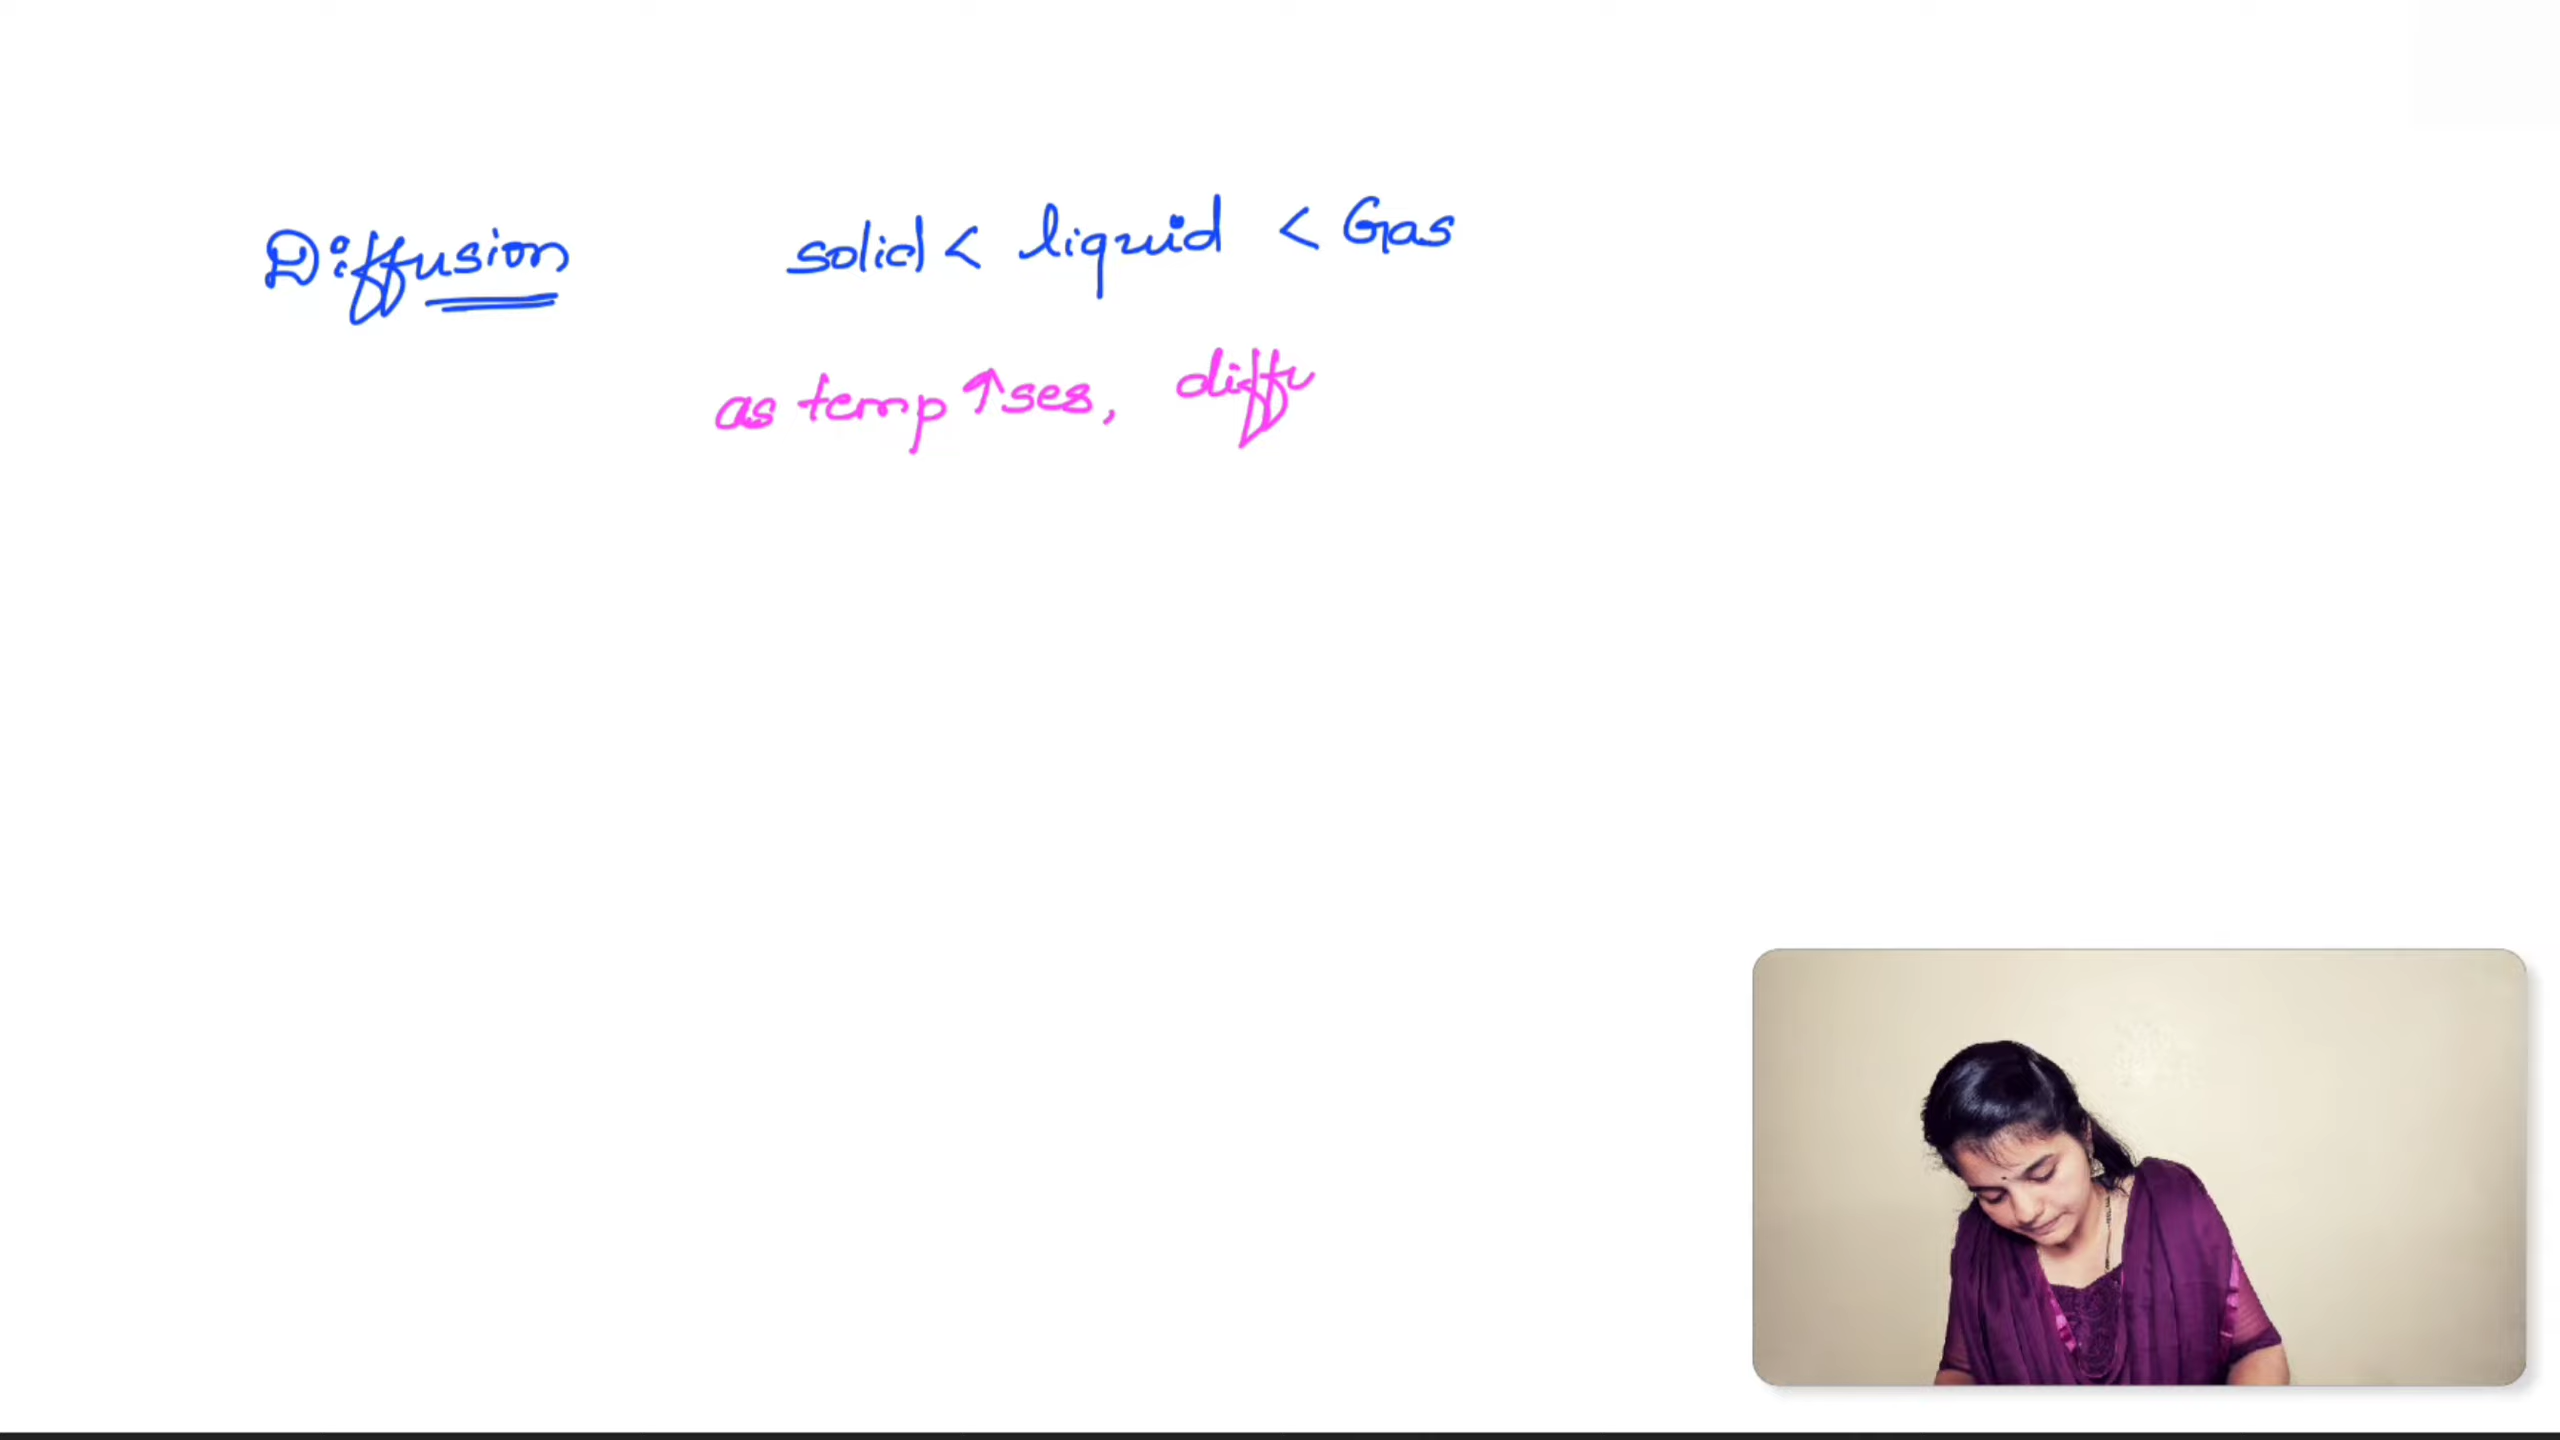 Diffusion solid < liquid < Gas
as temp ↑ses, diffu